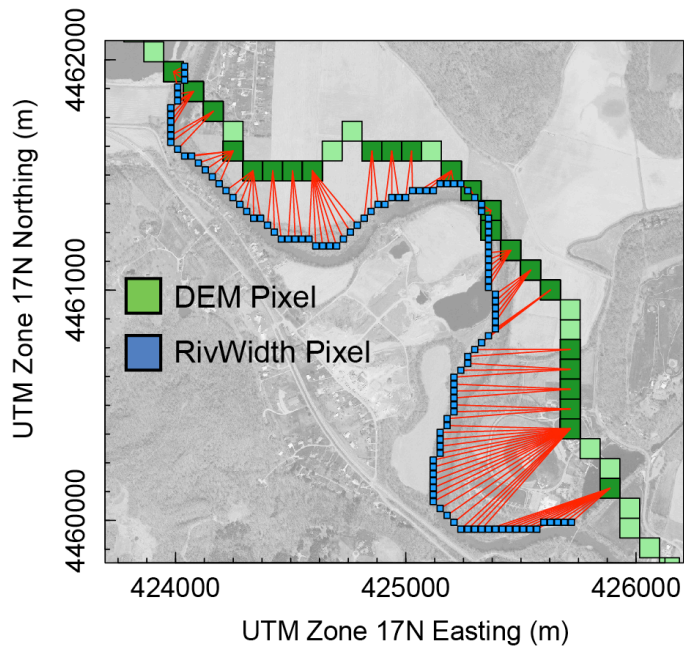 UTM Zone 17N Northing (m)
4462000
4461000
4460000
DEM Pixel
RivWidth Pixel
424000
425000
426000
UTM Zone 17N Easting (m)